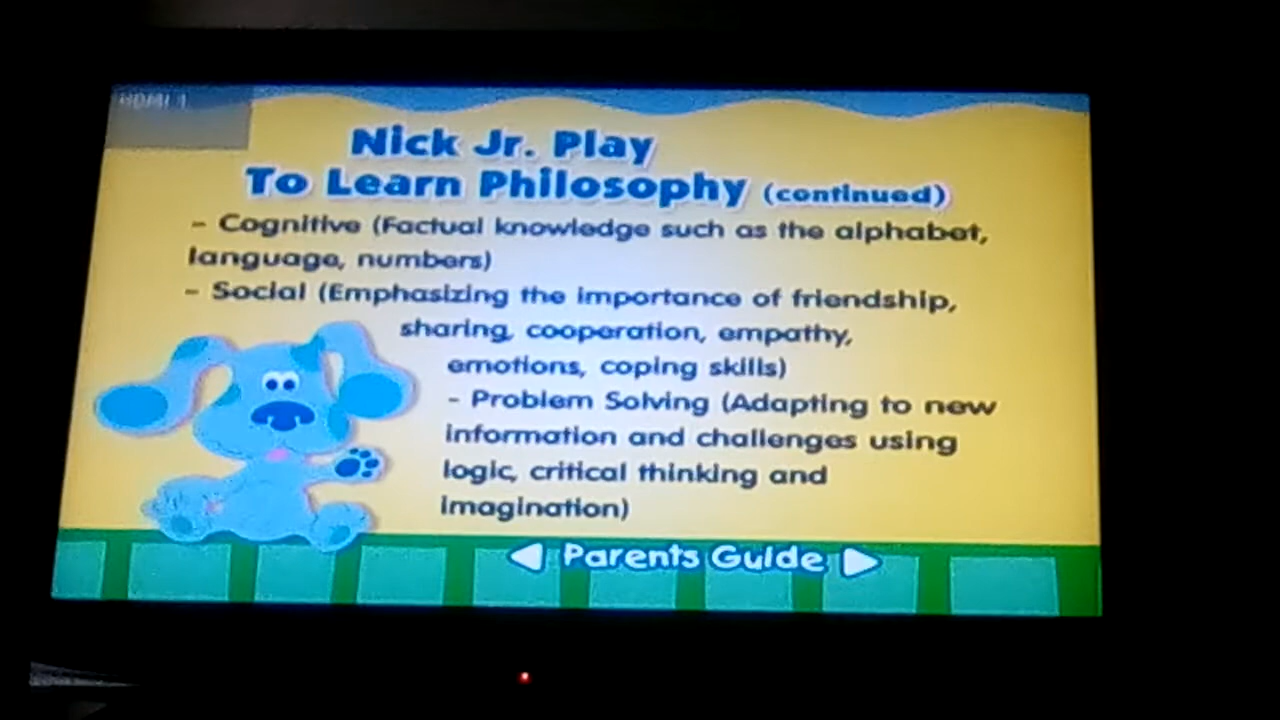 HDMI 1
Nick Jr. Play
To Learn Philosophy (continued)
- Cognitive (Factual knowledge such as the alphabet,
language, numbers)
- Social (Emphasizing the importance of friendship,
sharing, cooperation, empathy,
emotions, coping skills)
- Problem Solving (Adapting to new
information and challenges using
logic, critical thinking and
imagination)
Parents Guide